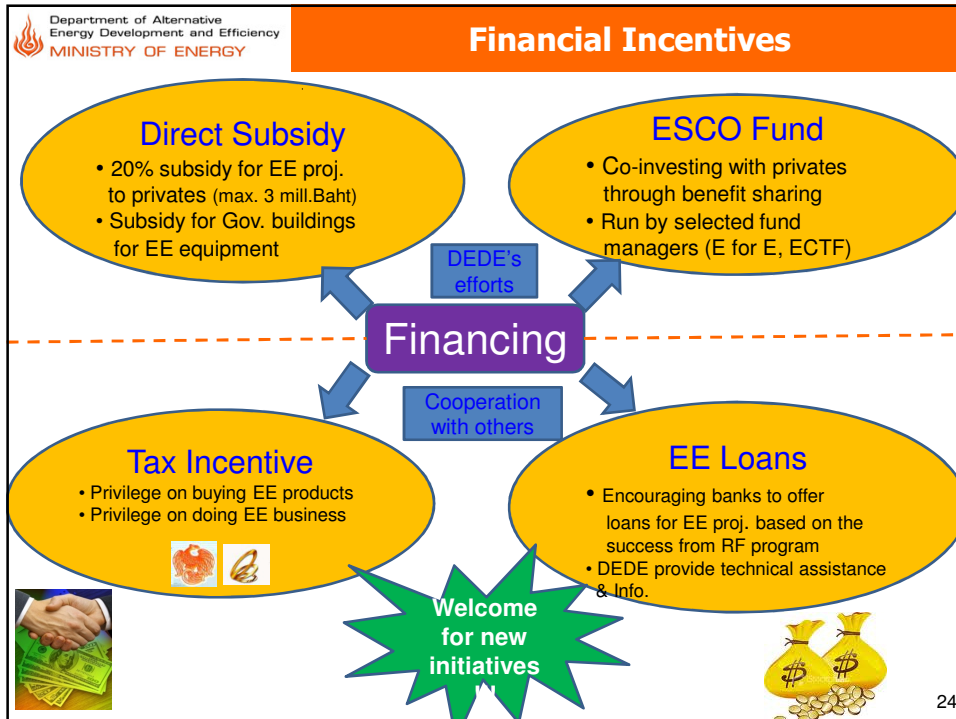 Department of Alternative
Energy Development and Efficiency
MINISTRY OF ENERGY
Financial Incentives
Direct Subsidy
• 20% subsidy for EE proj.
to privates (max. 3 mill.Baht)
• Subsidy for Gov. buildings
for EE equipment
ESCO Fund
• Co-investing with privates
through benefit sharing
• Run by selected fund
managers (E for E, ECTF)
DEDE's
efforts
Financing
Cooperation
with others
Tax Incentive
• Privilege on buying EE products
• Privilege on doing EE business
EE Loans
• Encouraging banks to offer
loans for EE proj. based on the
success from RF program
• DEDE provide technical assistance
& Info.
Welcome
for new
initiatives
24